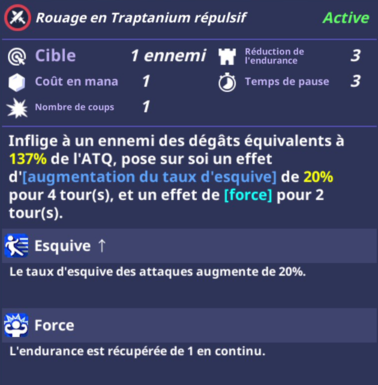 Rouage en Traptanium répulsif Active
Cible 1 ennemi Réduction de l'endurance 3
Coût en mana 1 Temps de pause 3
Nombre de coups 1
Inflige à un ennemi des dégâts équivalents à
137% de l'ATQ, pose sur soi un effet
d'[augmentation du taux d'esquive] de 20%
pour 4 tour(s), et un effet de [force] pour 2
tour(s).
Esquive ↑
Le taux d'esquive des attaques augmente de 20%.
Force
L'endurance est récupérée de 1 en continu.